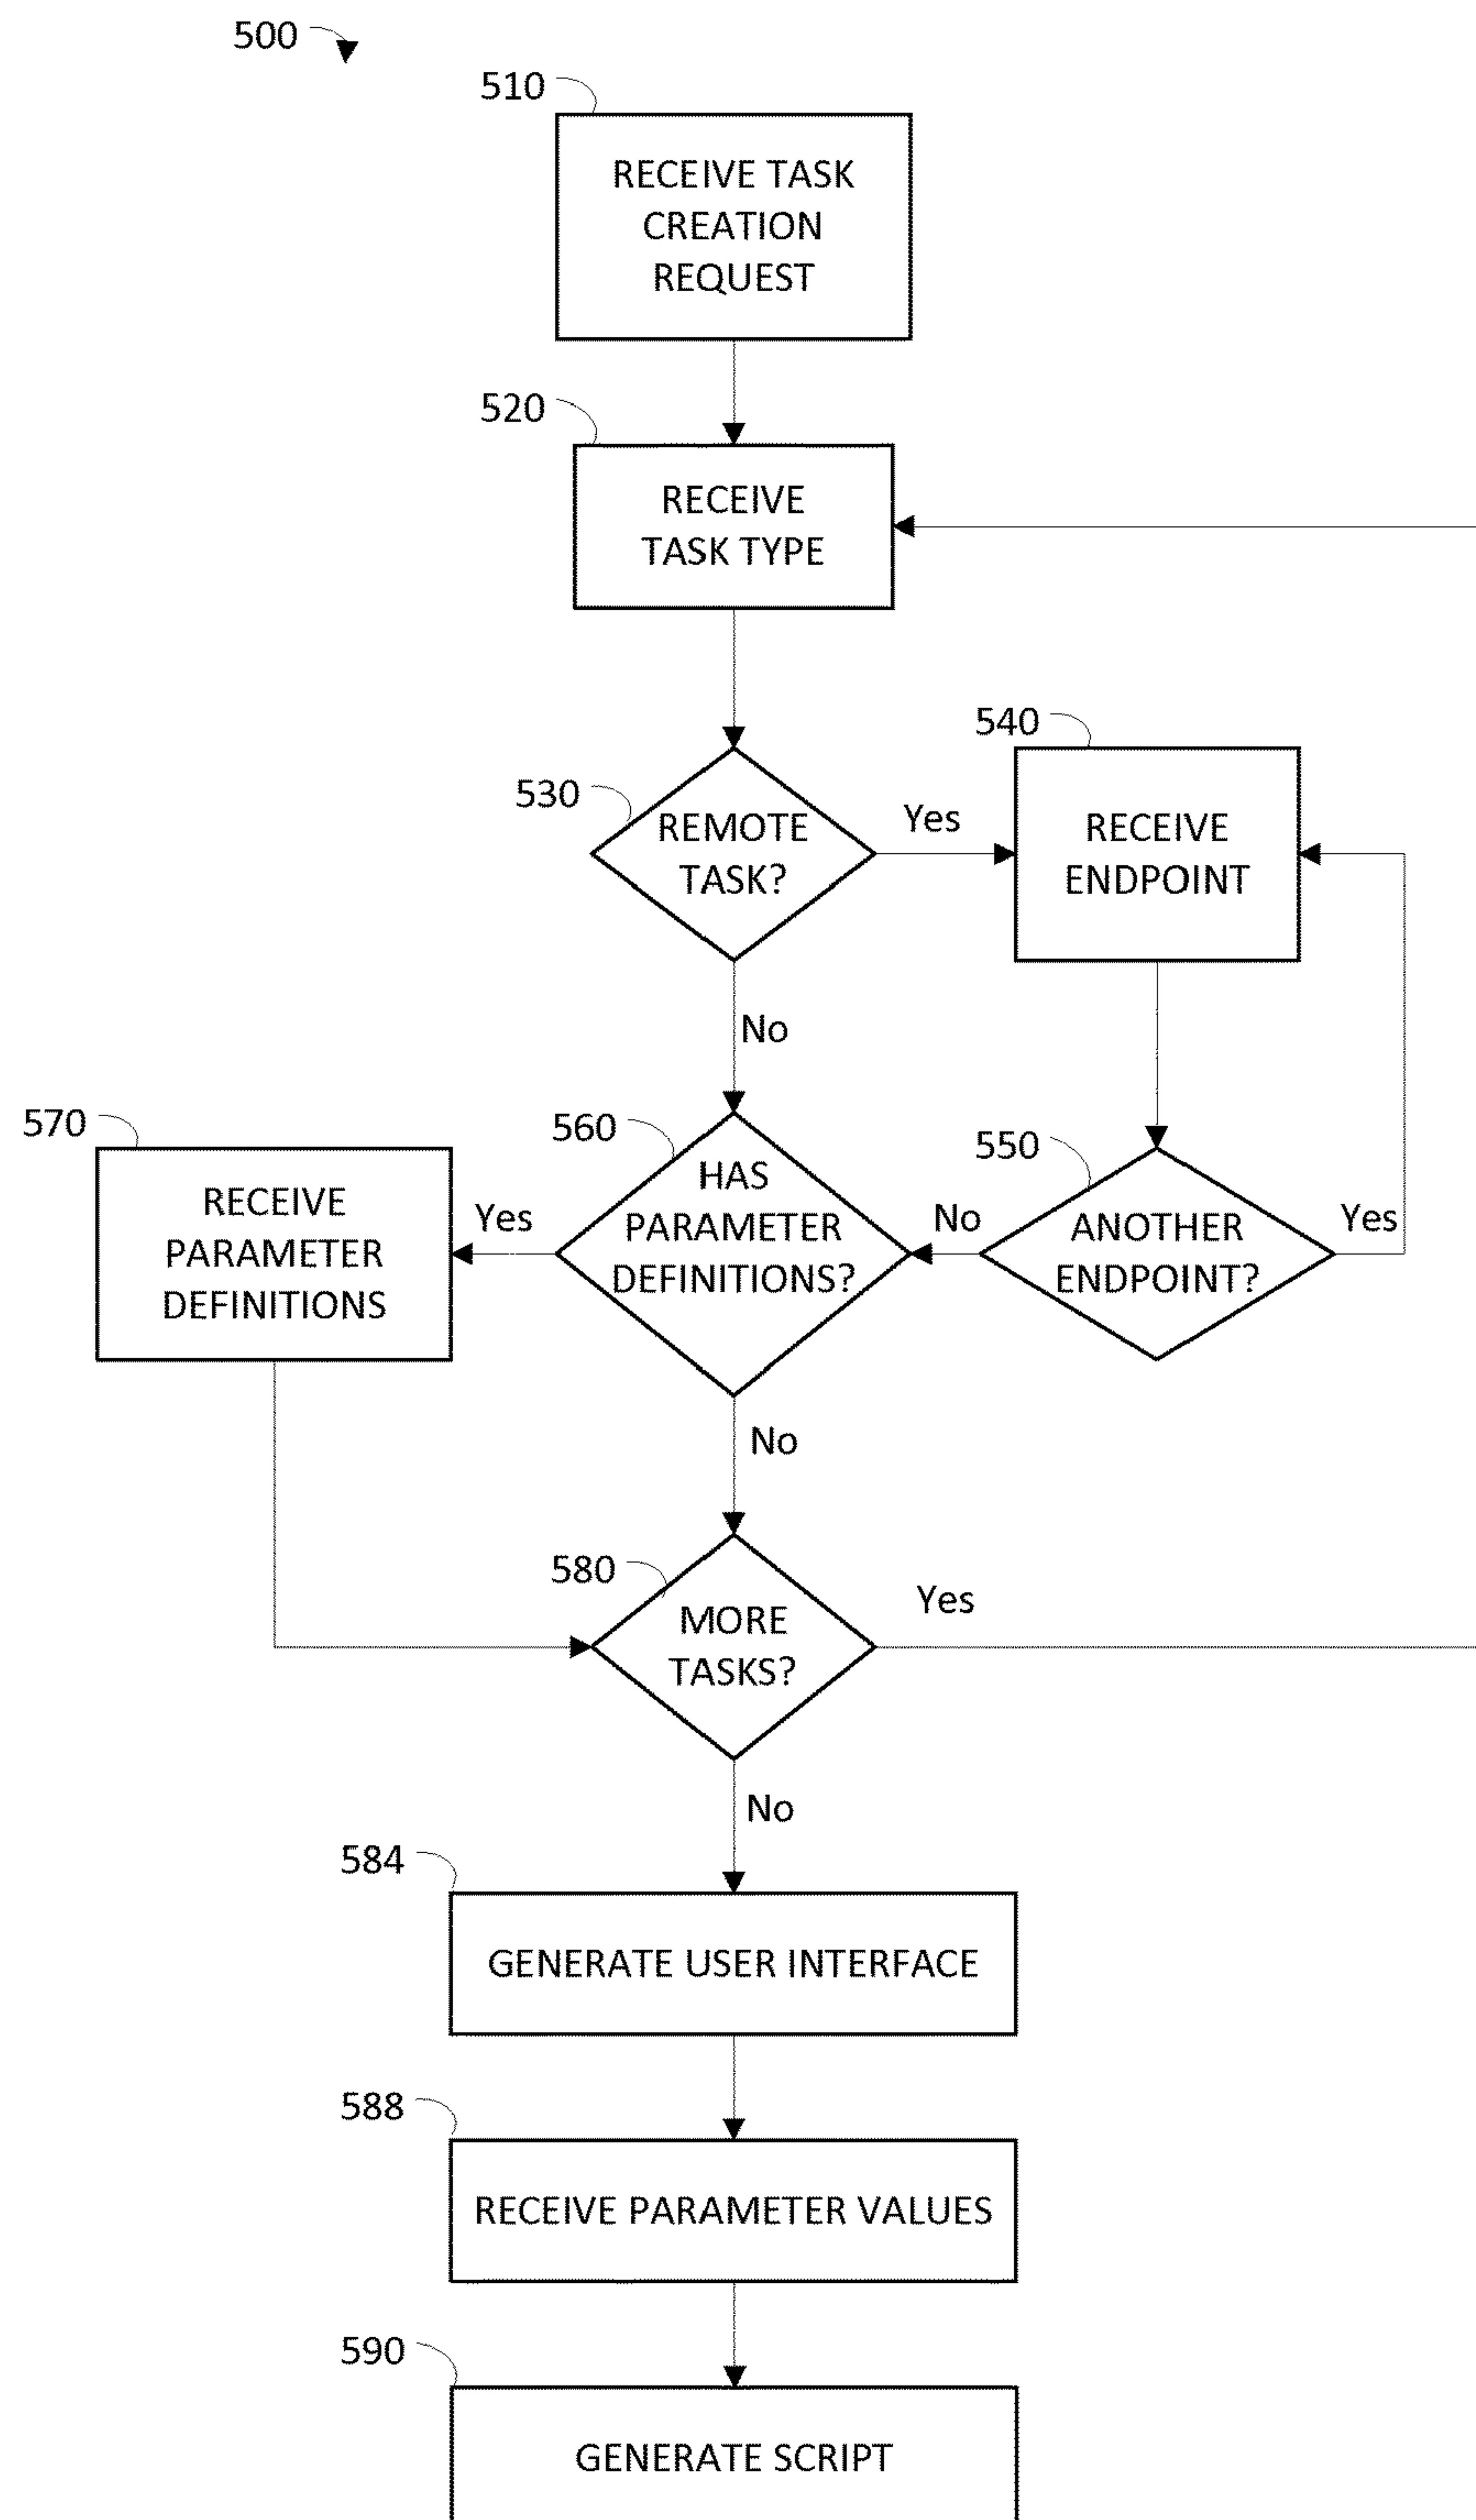 500
510
RECEIVE TASK
CREATION
REQUEST
520
RECEIVE
TASK TYPE
530
REMOTE
TASK?
Yes
540
RECEIVE
ENDPOINT
No
570
RECEIVE
PARAMETER
DEFINITIONS
Yes
560
HAS
PARAMETER
DEFINITIONS?
No
550
ANOTHER
ENDPOINT?
Yes
No
580
MORE
TASKS?
Yes
No
584
GENERATE USER INTERFACE
588
RECEIVE PARAMETER VALUES
590
GENERATE SCRIPT